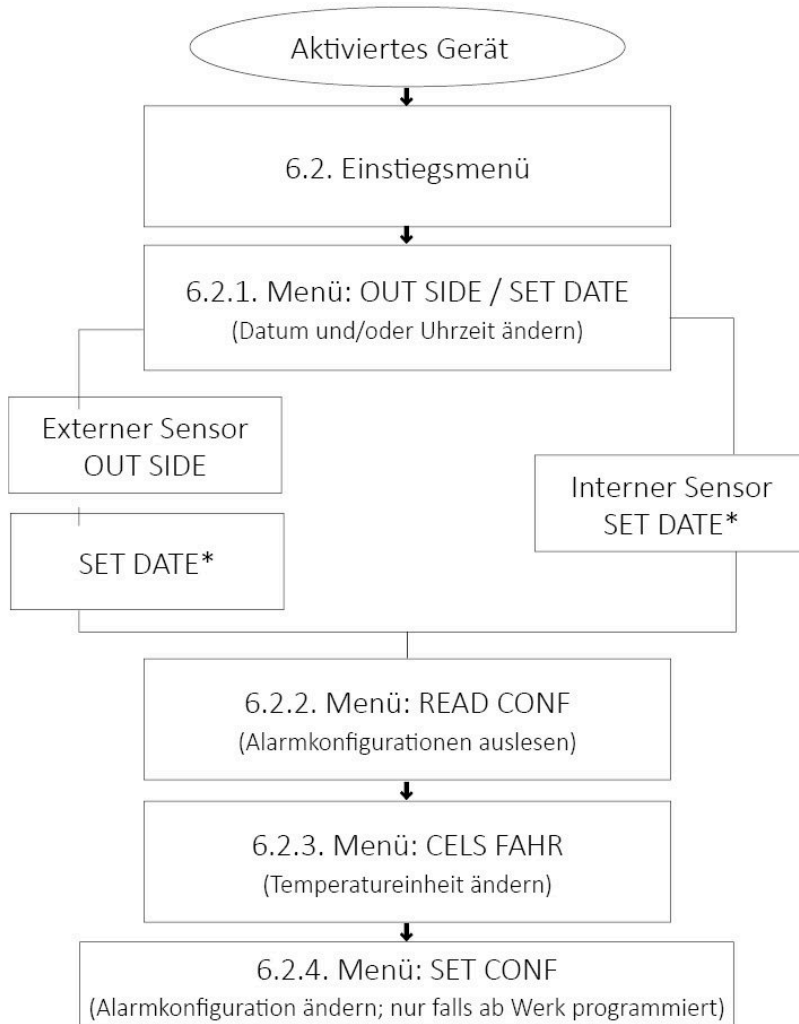 Aktiviertes Gerät
6.2. Einstiegsmenü
6.2.1. Menü: OUT SIDE / SET DATE
(Datum und/oder Uhrzeit ändern)
Externer Sensor
OUT SIDE
Interner Sensor
SET DATE*
SET DATE*
6.2.2. Menü: READ CONF
(Alarmkonfigurationen auslesen)
6.2.3. Menü: CELS FAHR
(Temperatureinheit ändern)
6.2.4. Menü: SET CONF
(Alarmkonfiguration ändern; nur falls ab Werk programmiert)